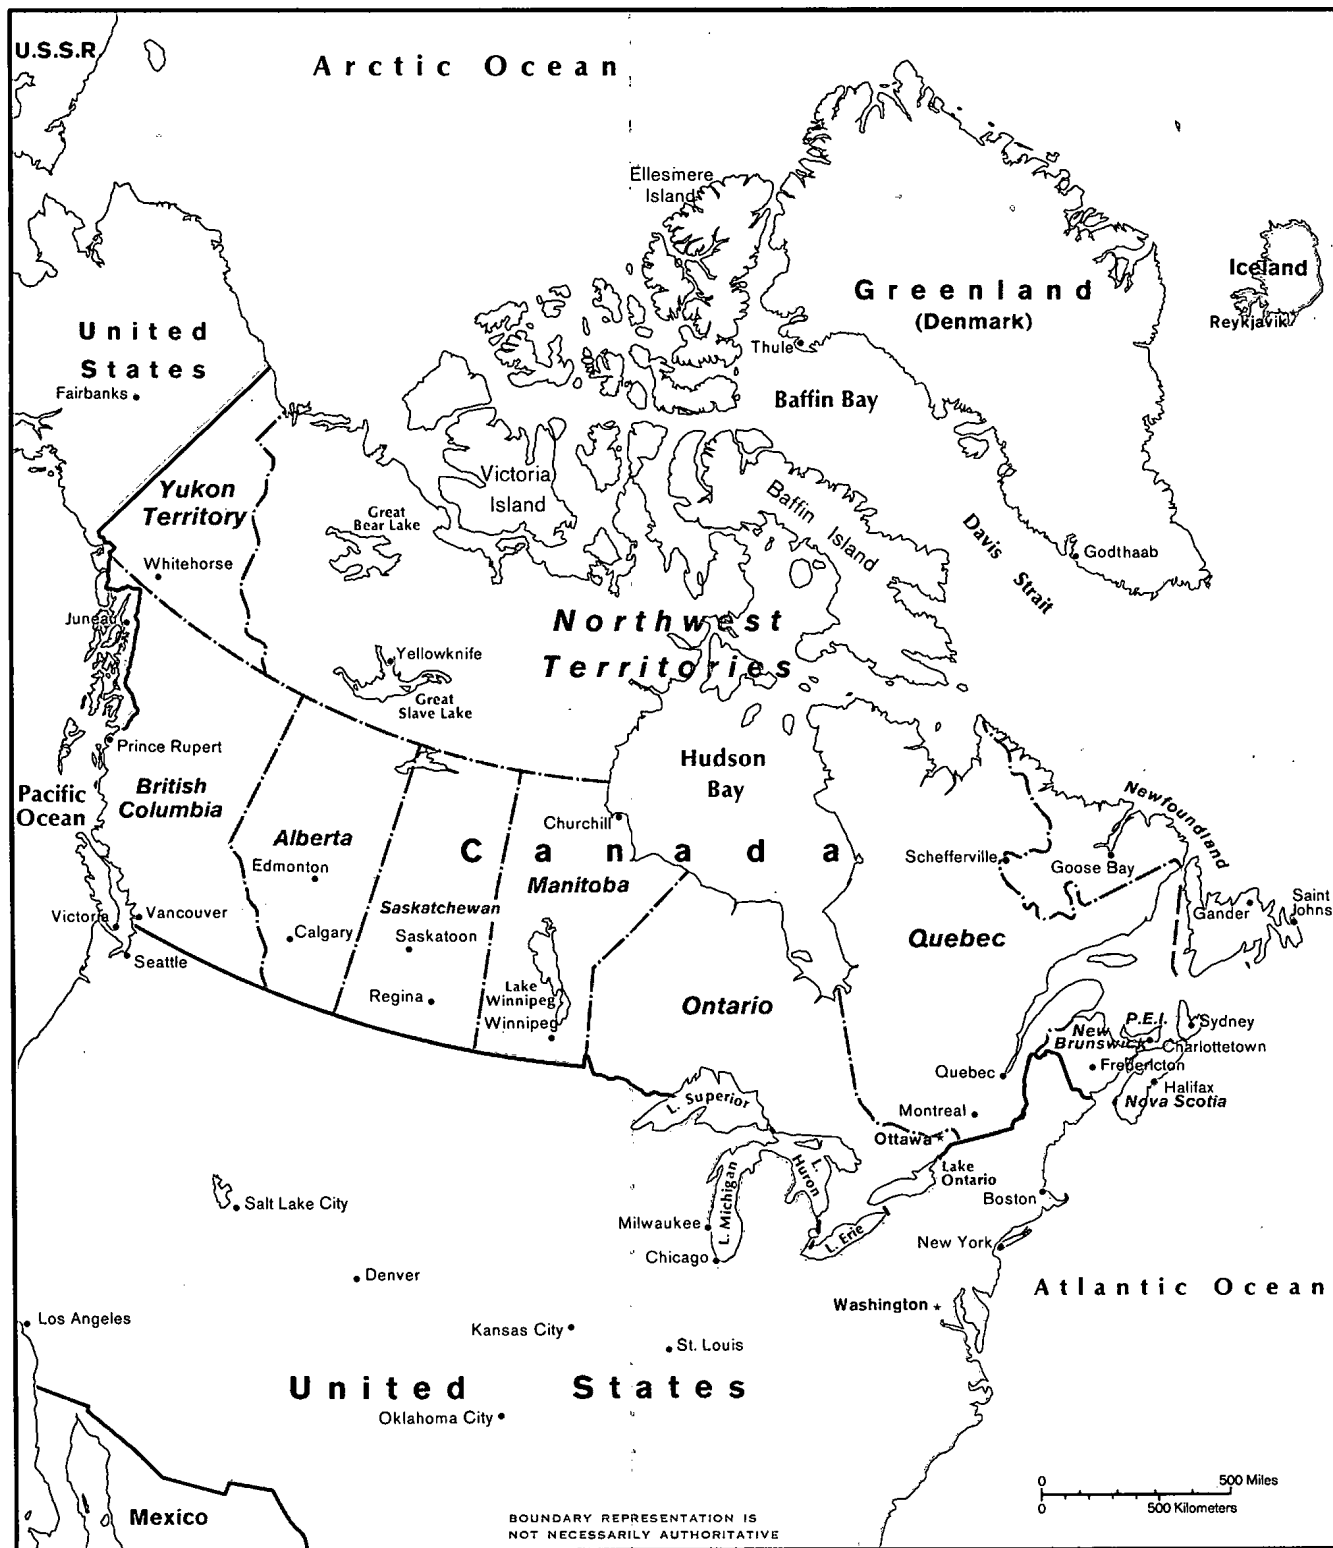 U.S.S.R.
Arctic Ocean
Ellesmere
Island
Iceland
Reykjavik
Greenland
(Denmark)
Thule
United
States
Fairbanks
Baffin Bay
Victoria
Island
Baffin
Island
Yukon
Territory
Great
Bear Lake
Davis Strait
Godthaab
Whitehorse
Juneau
Northwest
Territories
Yellowknife
Great
Slave Lake
Prince Rupert
Hudson
Bay
British
Columbia
Pacific
Ocean
Newfoundland
Churchill
Alberta
Edmonton
Canada
Schefferville
Goose Bay
Manitoba
Saskatchewan
Saskatoon
Victoria
Vancouver
Seattle
Calgary
Quebec
Gander
Saint
Johns
Regina
Lake
Winnipeg
Winnipeg
Ontario
P.E.I.
Sydney
New
Brunswick
Charlottetown
Fredericton
Halifax
Nova Scotia
Quebec
Montreal
Ottawa
L. Superior
L. Michigan
L. Huron
Lake
Ontario
L. Erie
Boston
Salt Lake City
Milwaukee
Chicago
New York
Denver
Atlantic Ocean
Washington
Los Angeles
Kansas City
St. Louis
United States
Oklahoma City
Mexico
0 500 Miles
0 500 Kilometers
BOUNDARY REPRESENTATION IS
NOT NECESSARILY AUTHORITATIVE